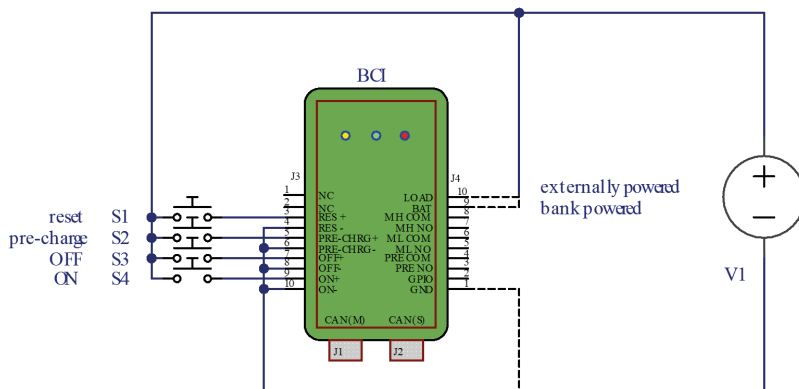 BCI
J3
J4
1 NC
2 NC
3 RES +
4 RES -
5 PRE-CHRG+
6 PRE-CHRG-
7 OFF+
8 OFF-
9 ON+
10 ON-
LOAD 10
BAT 9
MH COM 8
MH NO 7
ML COM 6
ML NO 5
PRE COM 4
PRE NO 3
GPIO 2
GND 1
reset S1
pre-charge S2
OFF S3
ON S4
externally powered
bank powered
+
−
V1
CAN(M) CAN(S)
J1 J2